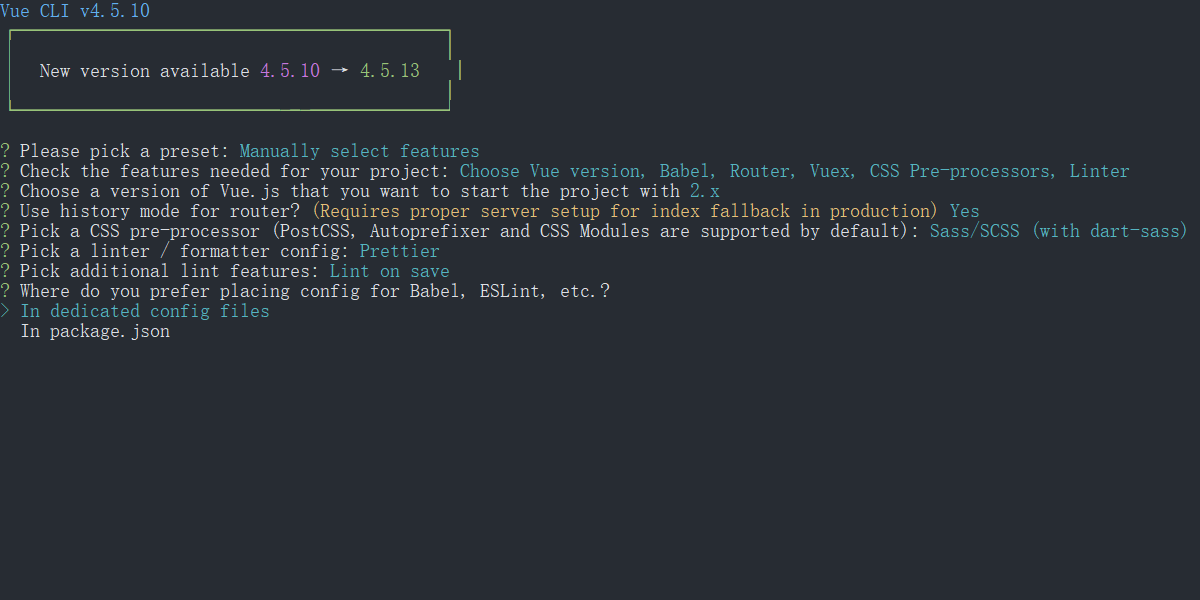 Vue CLI v4.5.10
New version available 4.5.10 → 4.5.13
? Please pick a preset: Manually select features
? Check the features needed for your project: Choose Vue version, Babel, Router, Vuex, CSS Pre-processors, Linter
? Choose a version of Vue.js that you want to start the project with 2.x
? Use history mode for router? (Requires proper server setup for index fallback in production) Yes
? Pick a CSS pre-processor (PostCSS, Autoprefixer and CSS Modules are supported by default): Sass/SCSS (with dart-sass)
? Pick a linter / formatter config: Prettier
? Pick additional lint features: Lint on save
? Where do you prefer placing config for Babel, ESLint, etc.?
> In dedicated config files
In package.json